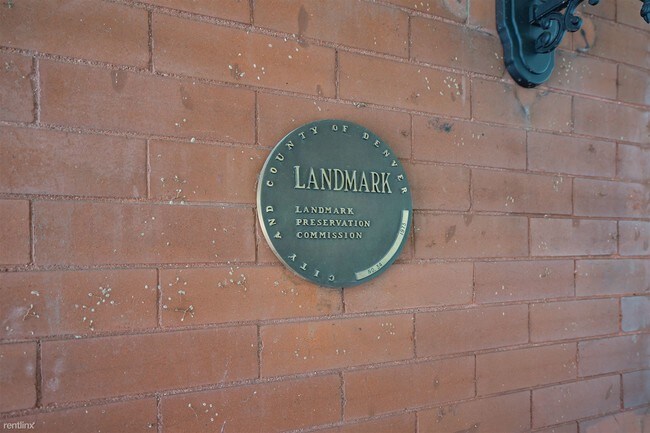 CITY AND COUNTY OF DENVER
LANDMARK
LANDMARK
PRESERVATION
COMMISSION
rentlinx